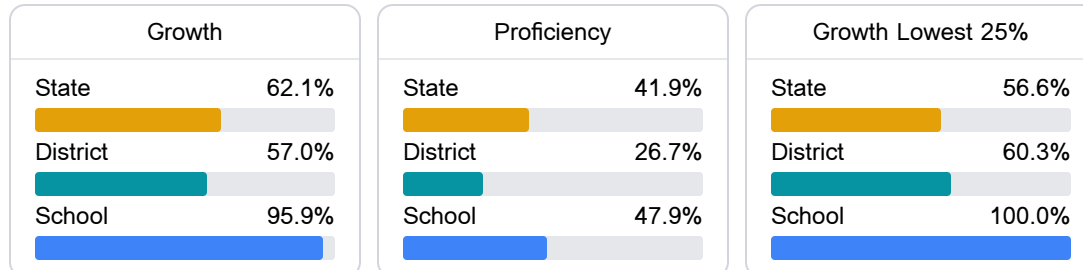 Growth
State 62.1%
District 57.0%
School 95.9%
Proficiency
State 41.9%
District 26.7%
School 47.9%
Growth Lowest 25%
State 56.6%
District 60.3%
School 100.0%